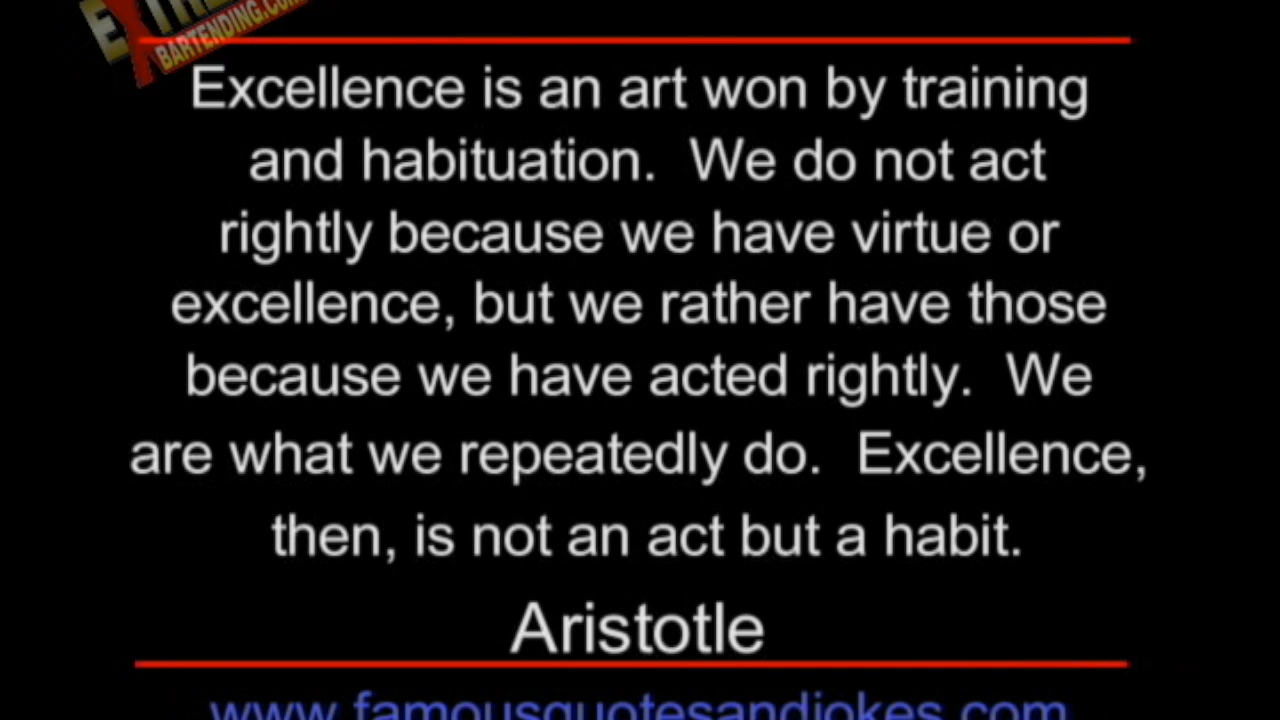 BARTENDING.COM
Excellence is an art won by training
and habituation.  We do not act
rightly because we have virtue or
excellence, but we rather have those
because we have acted rightly.  We
are what we repeatedly do.  Excellence,
then, is not an act but a habit.
Aristotle
www.famousquotesandjokes.com